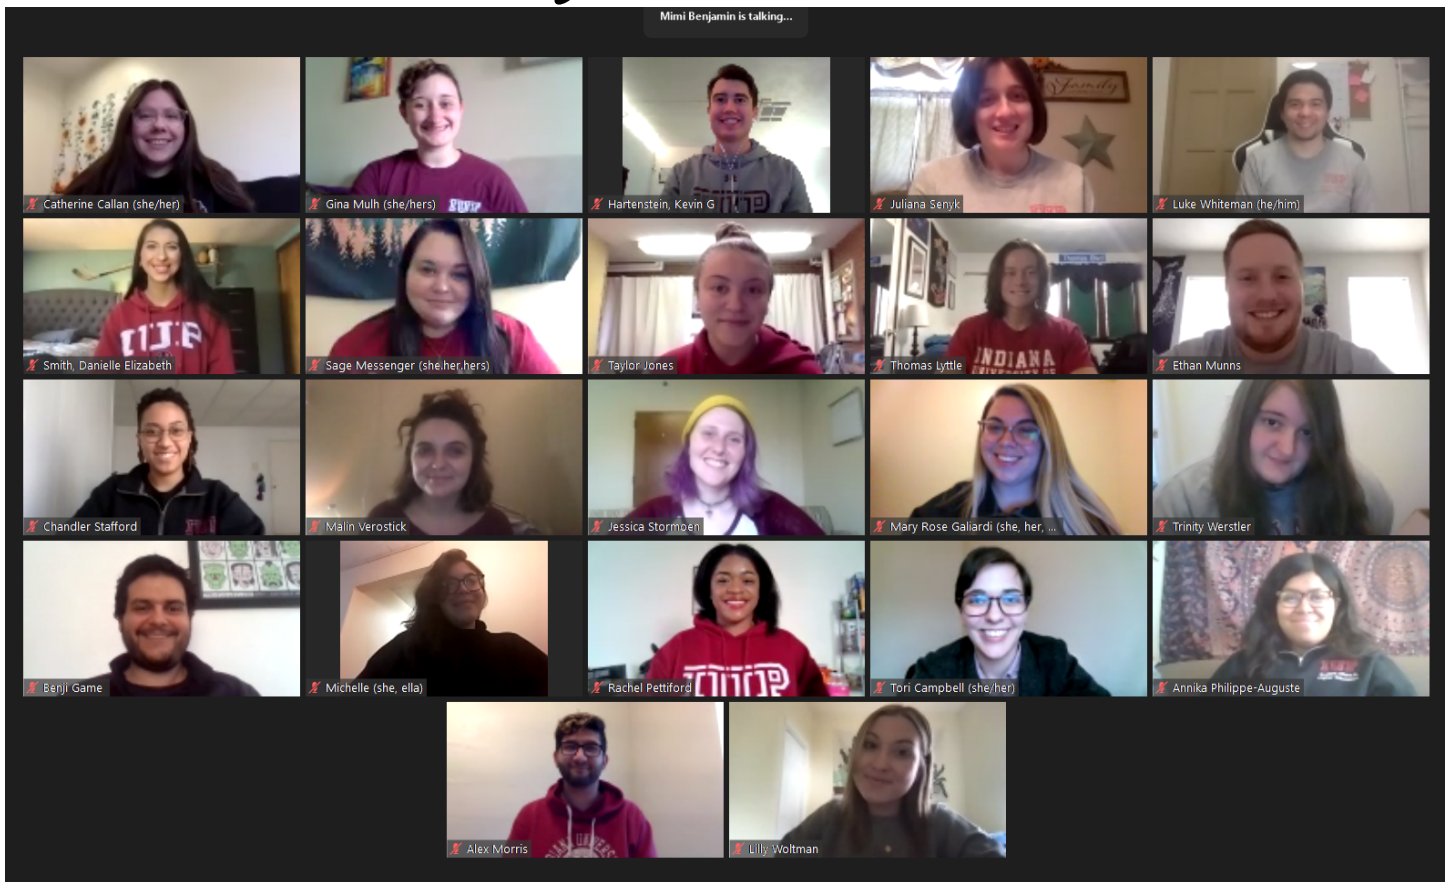 Mimi Benjamin is talking...
Family
Catherine Callan (she/her)
Gina Mulh (she/hers)
Hartenstein, Kevin G
Juliana Senyk
Luke Whiteman (he/him)
IUP
Smith, Danielle Elizabeth
Sage Messenger (she,her,hers)
Taylor Jones
INDIANA
UNIVERSITY OF
Thomas Lyttle
Ethan Munns
Chandler Stafford
Malin Verostick
Jessica Stormoen
Mary Rose Galiardi (she, her, ...
Trinity Werstler
Benji Game
Michelle (she, ella)
IUP
Rachel Pettiford
Tori Campbell (she/her)
Annika Philippe-Auguste
Alex Morris
Lilly Woltman